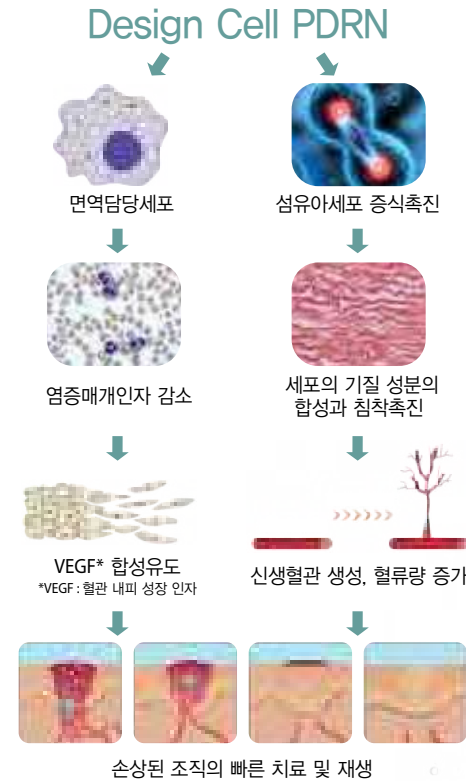 Design Cell PDRN
면역담당세포
섬유아세포 증식촉진
염증매개인자 감소
세포의 기질 성분의
합성과 침착촉진
VEGF* 합성유도
*VEGF : 혈관 내피 성장 인자
신생혈관 생성, 혈류량 증가
손상된 조직의 빠른 치료 및 재생